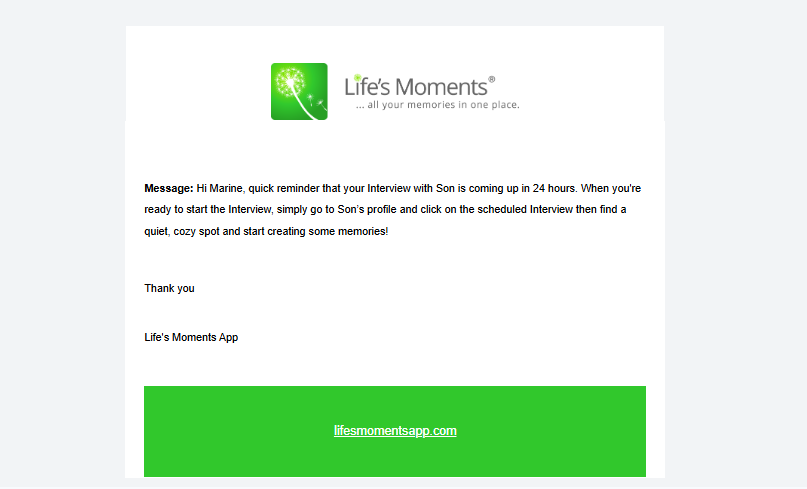 Life's Moments®
... all your memories in one place.
Message: Hi Marine, quick reminder that your Interview with Son is coming up in 24 hours. When you're
ready to start the Interview, simply go to Son's profile and click on the scheduled Interview then find a
quiet, cozy spot and start creating some memories!
Thank you
Life's Moments App
lifesmomentsapp.com